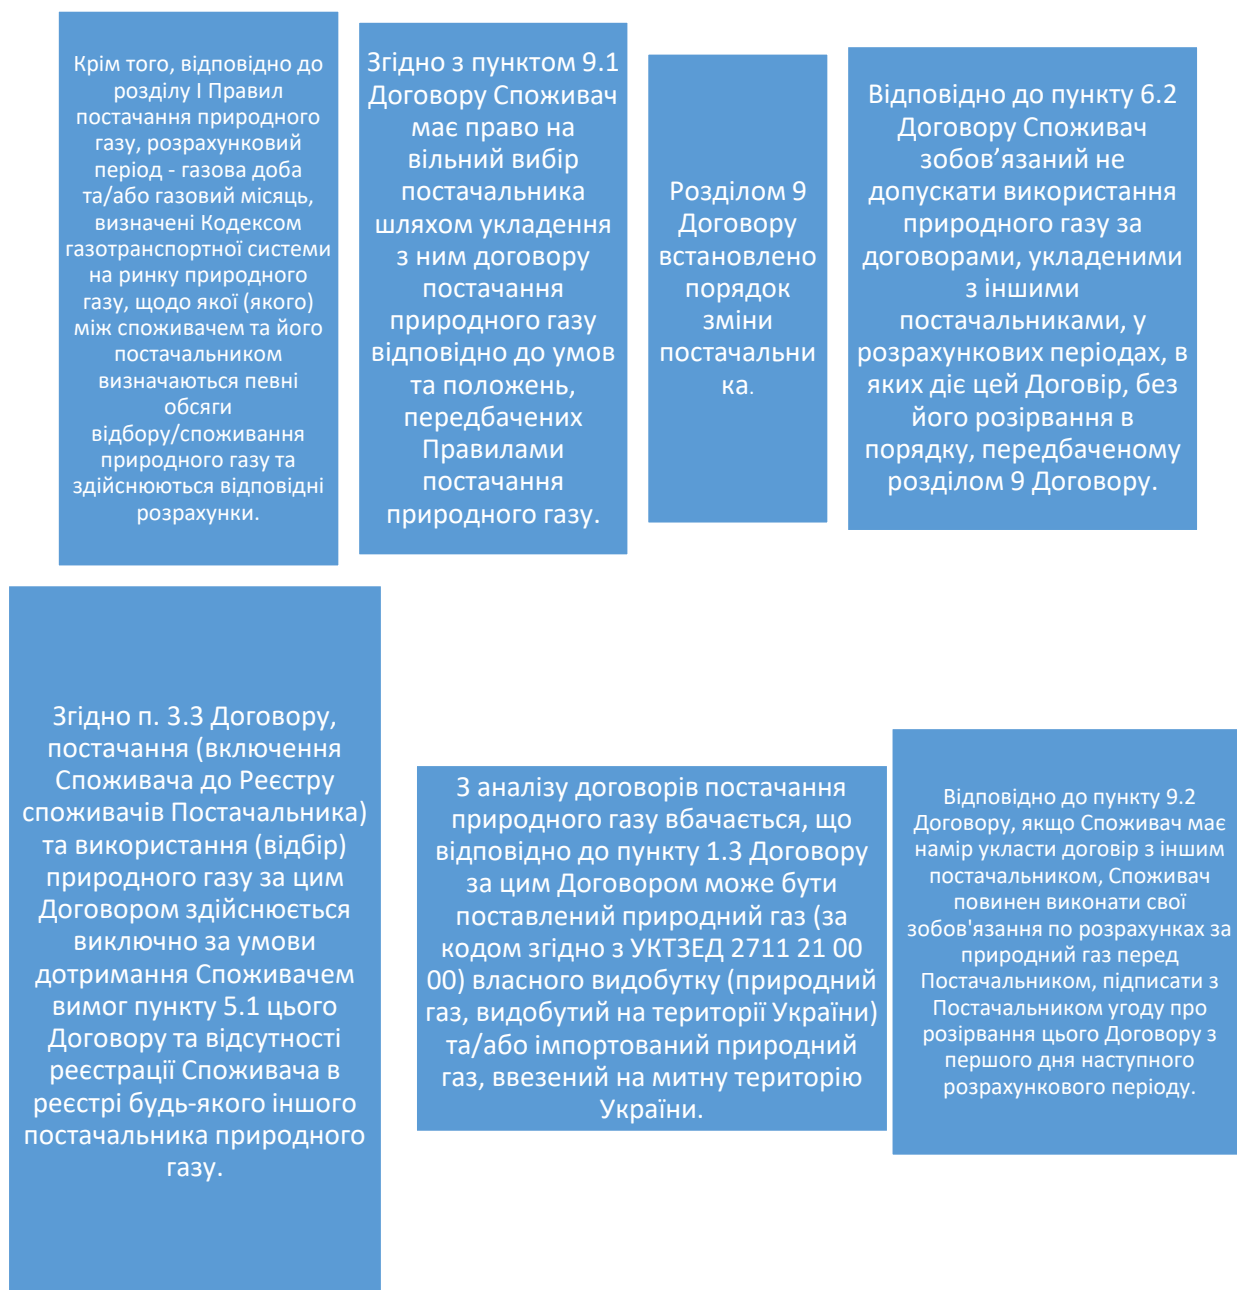 Крім того, відповідно до
розділу І Правил
постачання природного
газу, розрахунковий
період - газова доба
та/або газовий місяць,
визначені Кодексом
газотранспортної системи
на ринку природного
газу, щодо якої (якого)
між споживачем та його
постачальником
визначаються певні
обсяги
відбору/споживання
природного газу та
здійснюються відповідні
розрахунки.
Згідно з пунктом 9.1
Договору Споживач
має право на
вільний вибір
постачальника
шляхом укладення
з ним договору
постачання
природного газу
відповідно до умов
та положень,
передбачених
Правилами
постачання
природного газу.
Розділом 9
Договору
встановлено
порядок
зміни
постачальни
ка.
Відповідно до пункту 6.2
Договору Споживач
зобов’язаний не
допускати використання
природного газу за
договорами, укладеними
з іншими
постачальниками, у
розрахункових періодах, в
яких діє цей Договір, без
його розірвання в
порядку, передбаченому
розділом 9 Договору.
Згідно п. 3.3 Договору,
постачання (включення
Споживача до Реєстру
споживачів Постачальника)
та використання (відбір)
природного газу за цим
Договором здійснюється
виключно за умови
дотримання Споживачем
вимог пункту 5.1 цього
Договору та відсутності
реєстрації Споживача в
реєстрі будь-якого іншого
постачальника природного
газу.
З аналізу договорів постачання
природного газу вбачається, що
відповідно до пункту 1.3 Договору
за цим Договором може бути
поставлений природний газ (за
кодом згідно з УКТЗЕД 2711 21 00
00) власного видобутку (природний
газ, видобутий на території України)
та/або імпортований природний
газ, ввезений на митну територію
України.
Відповідно до пункту 9.2
Договору, якщо Споживач має
намір укласти договір з іншим
постачальником, Споживач
повинен виконати свої
зобов'язання по розрахунках за
природний газ перед
Постачальником, підписати з
Постачальником угоду про
розірвання цього Договору з
першого дня наступного
розрахункового періоду.